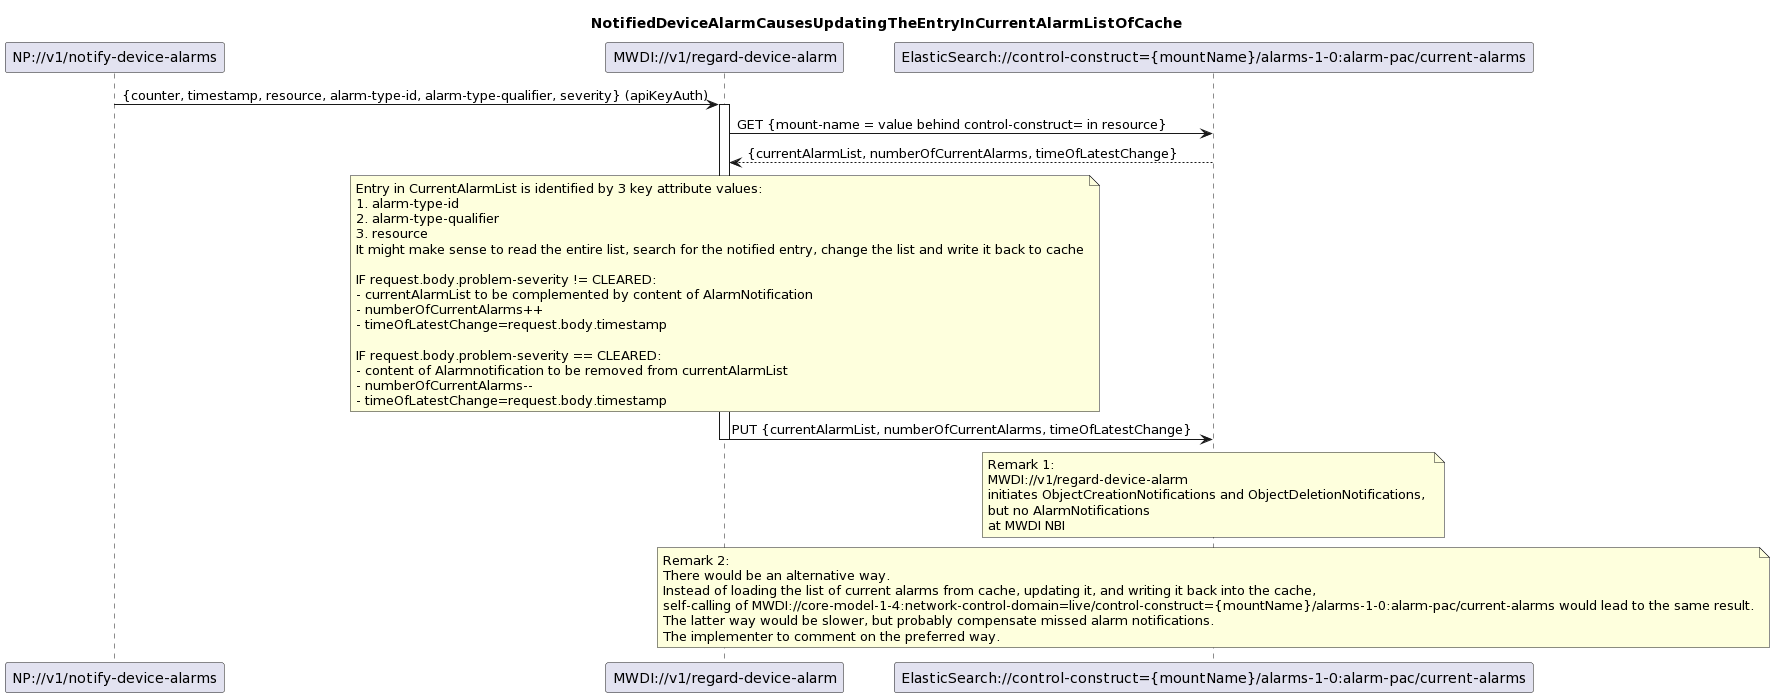 NotifiedDeviceAlarmCausesUpdatingTheEntryInCurrentAlarmListOfCache
NP://v1/notify-device-alarms
MWDI://v1/regard-device-alarm
ElasticSearch://control-construct={mountName}/alarms-1-0:alarm-pac/current-alarms
{counter, timestamp, resource, alarm-type-id, alarm-type-qualifier, severity} (apiKeyAuth)
GET {mount-name = value behind control-construct= in resource}
{currentAlarmList, numberOfCurrentAlarms, timeOfLatestChange}
Entry in CurrentAlarmList is identified by 3 key attribute values:
1. alarm-type-id
2. alarm-type-qualifier
3. resource
It might make sense to read the entire list, search for the notified entry, change the list and write it back to cache
IF request.body.problem-severity != CLEARED:
- currentAlarmList to be complemented by content of AlarmNotification
- numberOfCurrentAlarms++
- timeOfLatestChange=request.body.timestamp
IF request.body.problem-severity == CLEARED:
- content of Alarmnotification to be removed from currentAlarmList
- numberOfCurrentAlarms--
- timeOfLatestChange=request.body.timestamp
PUT {currentAlarmList, numberOfCurrentAlarms, timeOfLatestChange}
Remark 1:
MWDI://v1/regard-device-alarm
initiates ObjectCreationNotifications and ObjectDeletionNotifications,
but no AlarmNotifications
at MWDI NBI
Remark 2:
There would be an alternative way.
Instead of loading the list of current alarms from cache, updating it, and writing it back into the cache,
self-calling of MWDI://core-model-1-4:network-control-domain=live/control-construct={mountName}/alarms-1-0:alarm-pac/current-alarms would lead to the same result.
The latter way would be slower, but probably compensate missed alarm notifications.
The implementer to comment on the preferred way.
NP://v1/notify-device-alarms
MWDI://v1/regard-device-alarm
ElasticSearch://control-construct={mountName}/alarms-1-0:alarm-pac/current-alarms